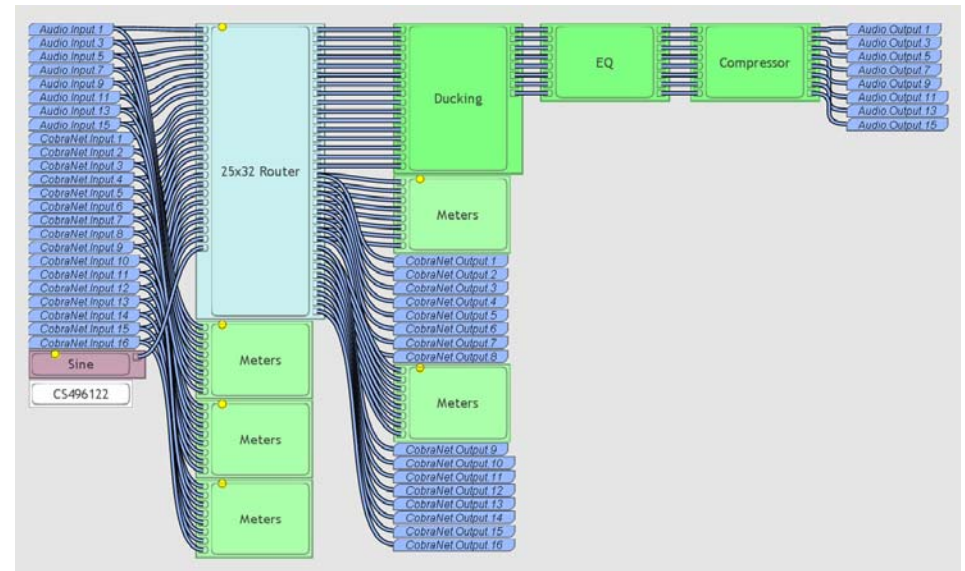 Audio Input 1
Audio Input 3
Audio Input 5
Audio Input 7
Audio Input 9
Audio Input 11
Audio Input 13
Audio Input 15
CobraNet Input 1
CobraNet Input 2
CobraNet Input 3
CobraNet Input 4
CobraNet Input 5
CobraNet Input 6
CobraNet Input 7
CobraNet Input 8
CobraNet Input 9
CobraNet Input 10
CobraNet Input 11
CobraNet Input 12
CobraNet Input 13
CobraNet Input 14
CobraNet Input 15
CobraNet Input 16
Sine
CS496122
25x32 Router
Meters
Meters
Meters
Ducking
Meters
CobraNet Output 1
CobraNet Output 2
CobraNet Output 3
CobraNet Output 4
CobraNet Output 5
CobraNet Output 6
CobraNet Output 7
CobraNet Output 8
Meters
CobraNet Output 9
CobraNet Output 10
CobraNet Output 11
CobraNet Output 12
CobraNet Output 13
CobraNet Output 14
CobraNet Output 15
CobraNet Output 16
EQ
Compressor
Audio Output 1
Audio Output 3
Audio Output 5
Audio Output 7
Audio Output 9
Audio Output 11
Audio Output 13
Audio Output 15